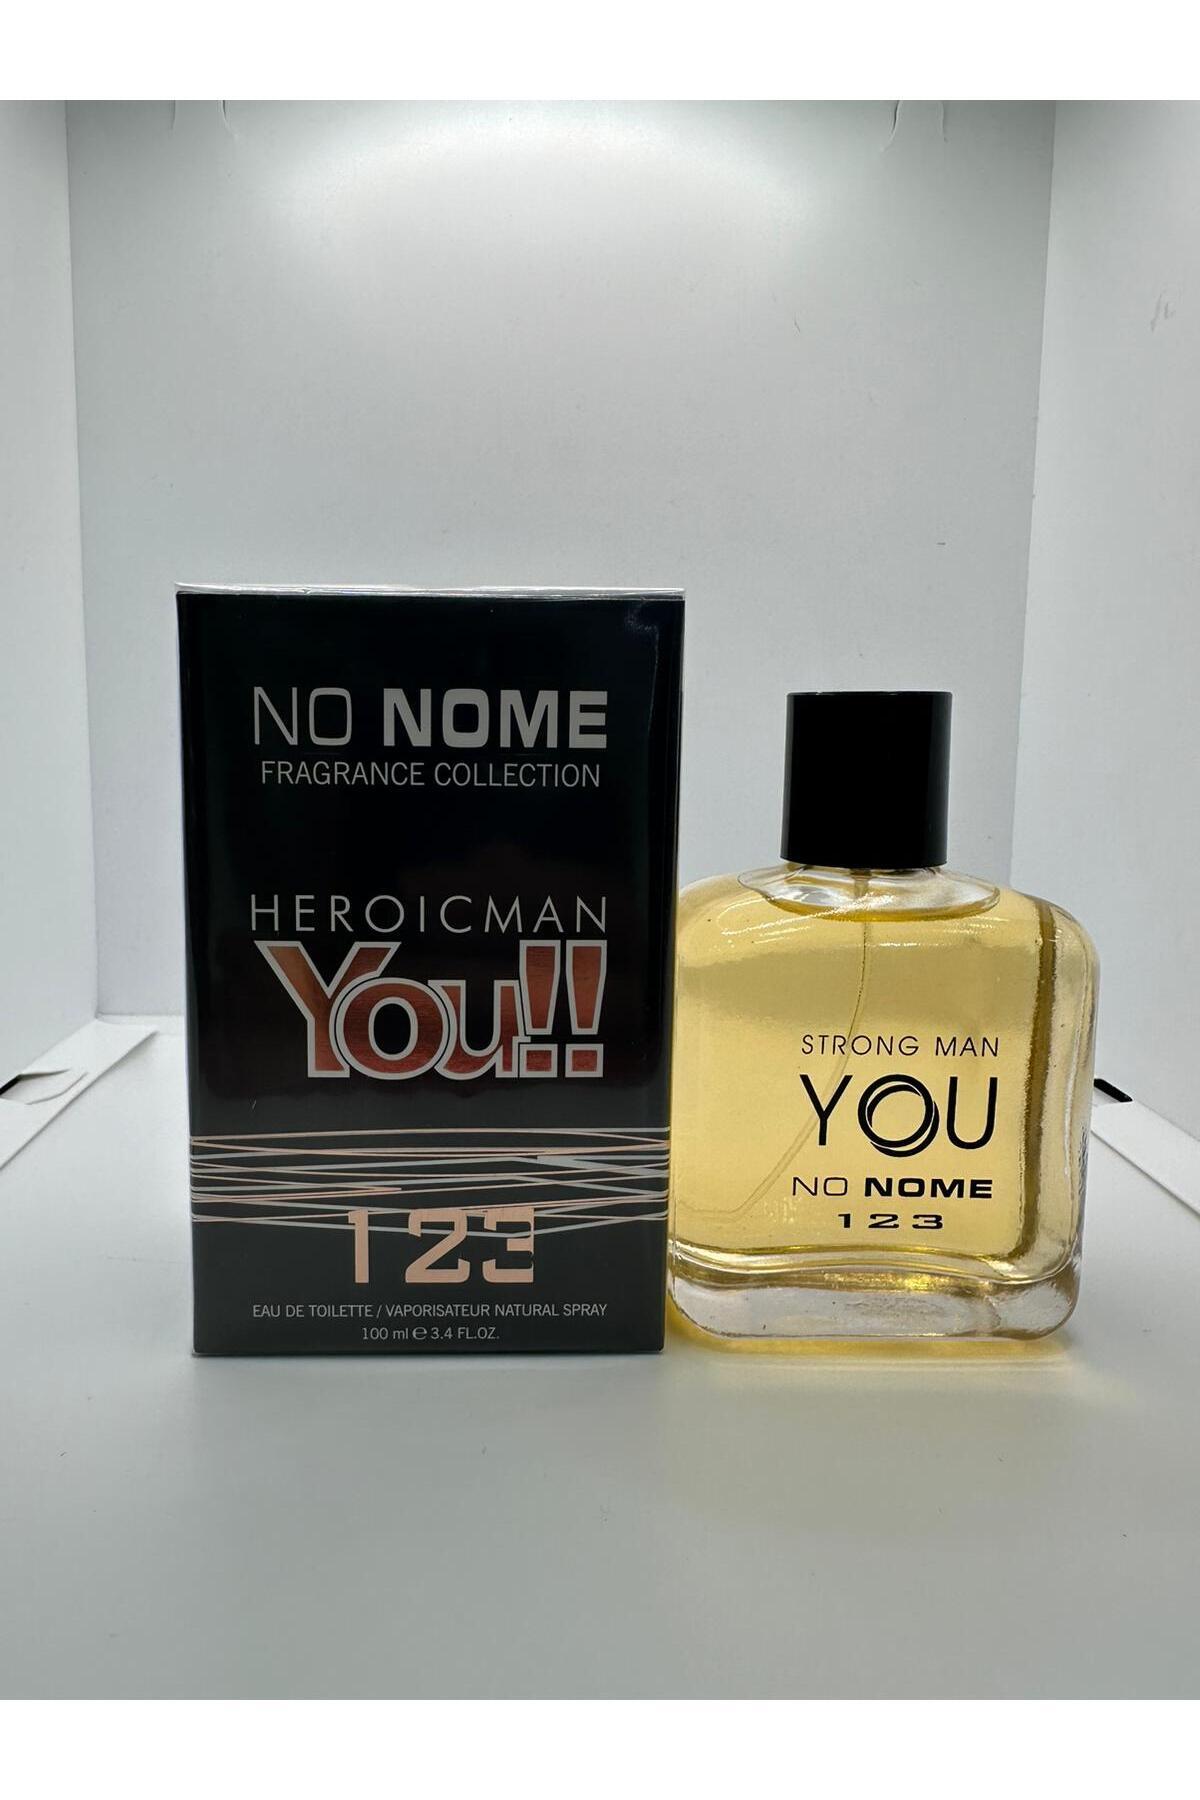 NO NOME
FRAGRANCE COLLECTION
HEROICMAN
You!!
123
EAU DE TOILETTE / VAPORISATEUR NATURAL SPRAY
100 ml ℮ 3.4 FL.OZ.
STRONG MAN
YOU
NO NOME
123